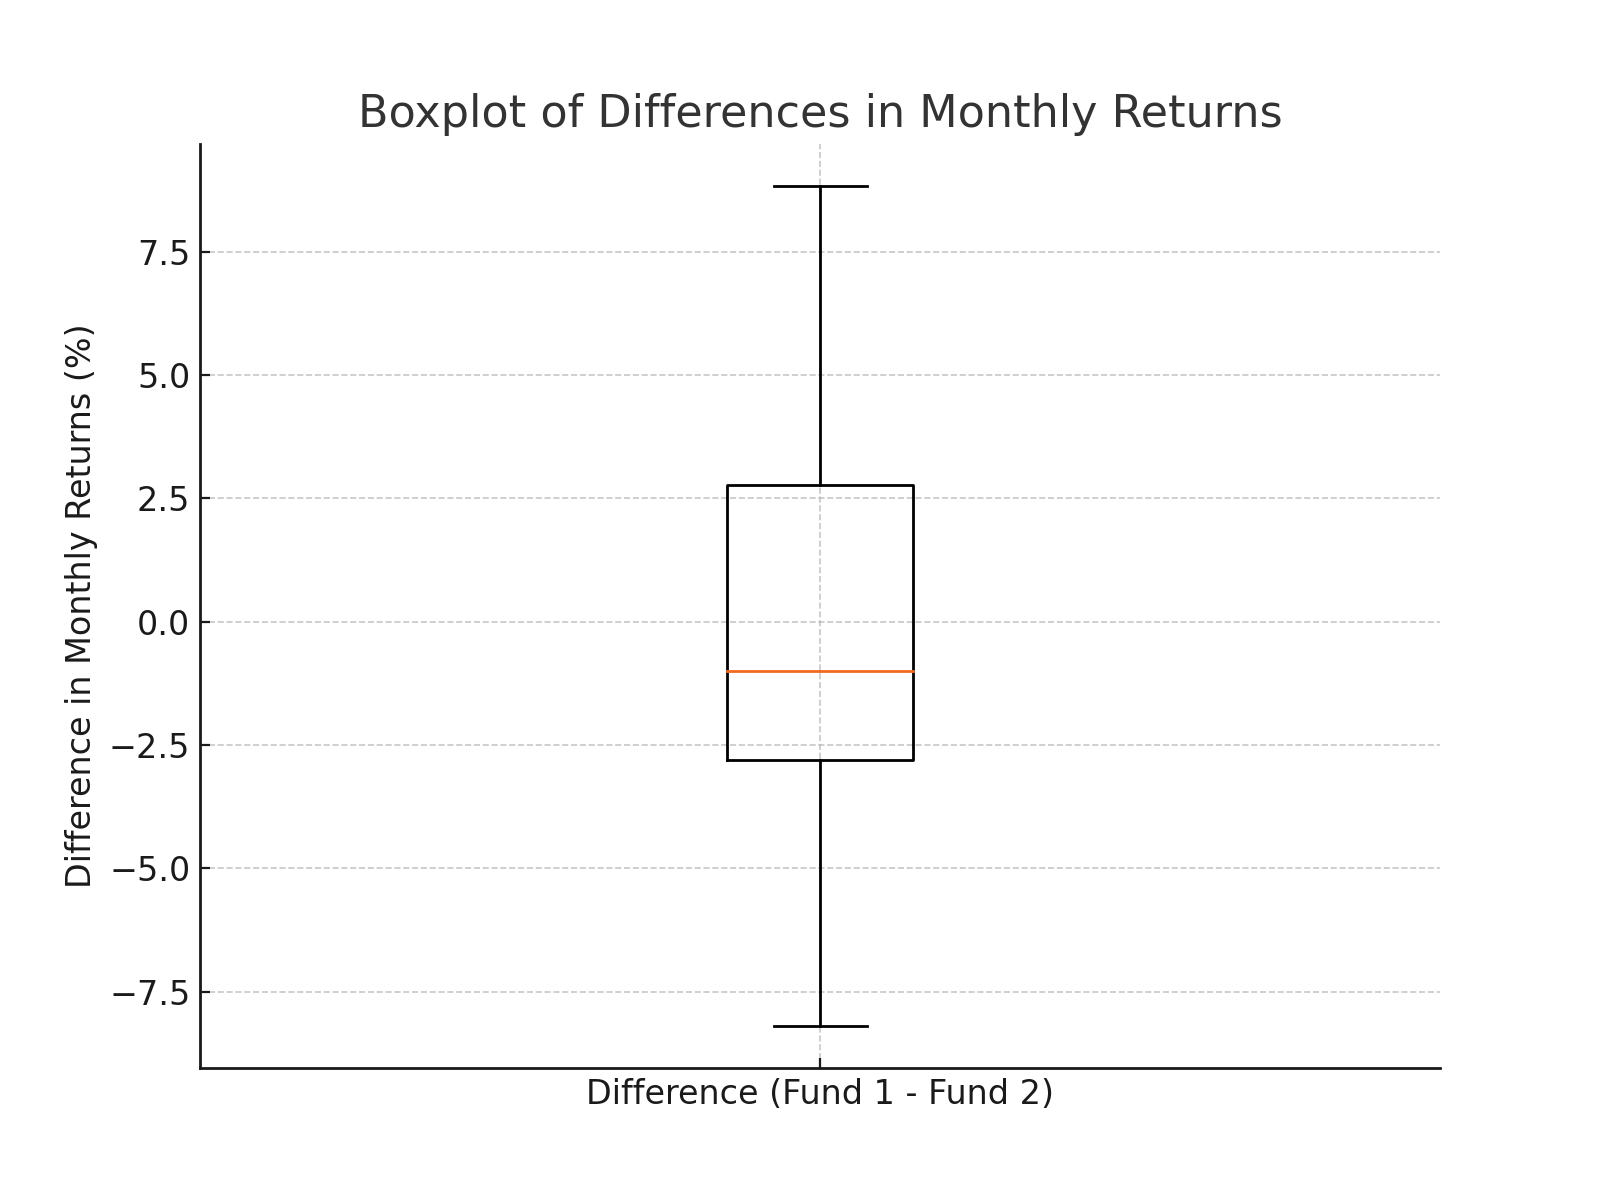 Boxplot of Differences in Monthly Returns
Difference in Monthly Returns (%)
7.5
5.0
2.5
0.0
−2.5
−5.0
−7.5
Difference (Fund 1 - Fund 2)